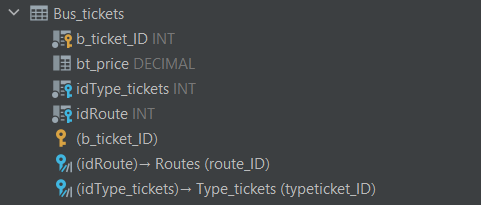 Bus_tickets
b_ticket_ID INT
bt_price DECIMAL
idType_tickets INT
idRoute INT
(b_ticket_ID)
(idRoute)→ Routes (route_ID)
(idType_tickets)→ Type_tickets (typeticket_ID)